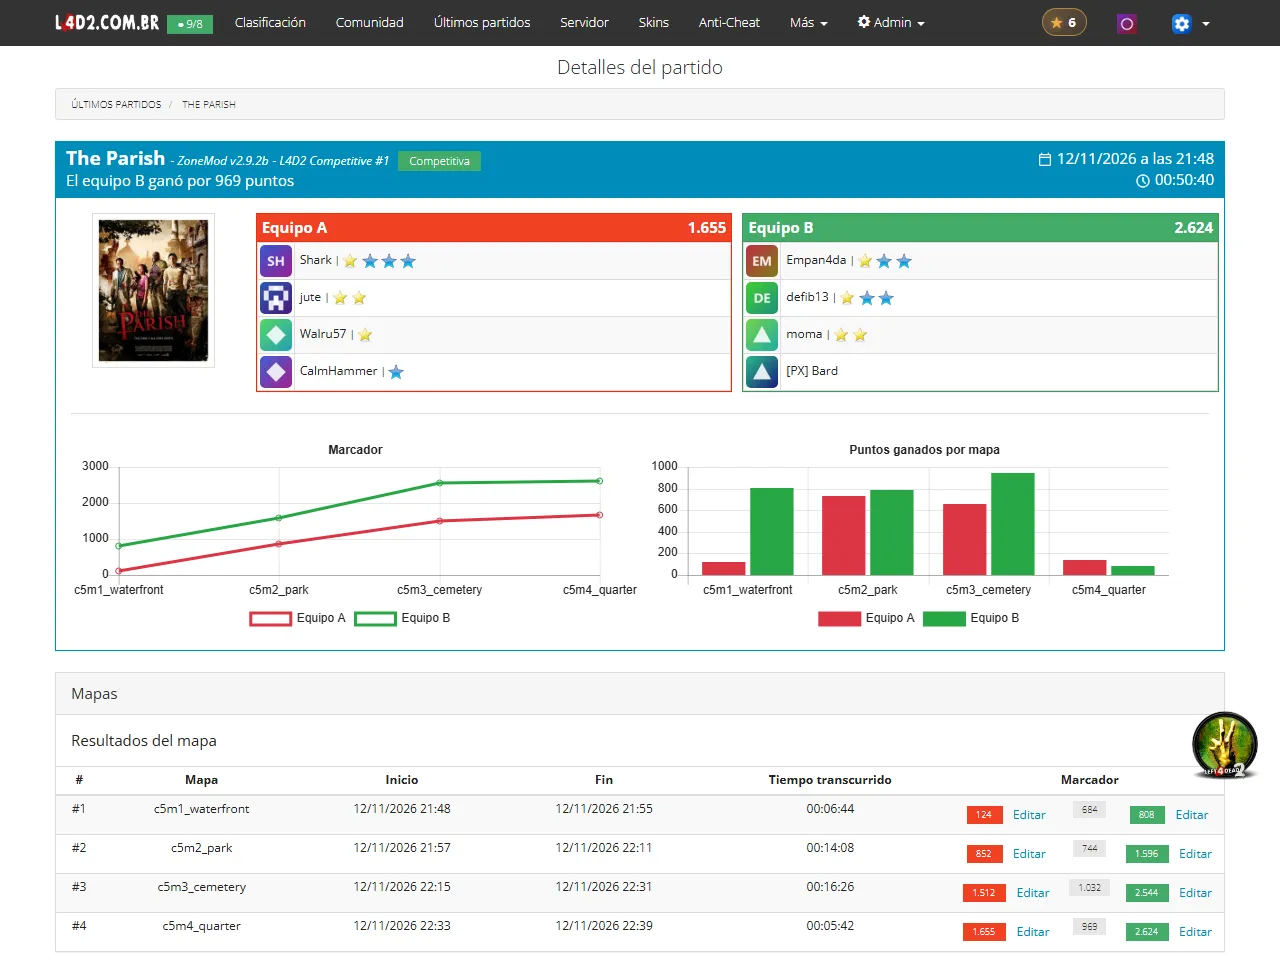 L4D2.COM.BR ● 9/8 Clasificación Comunidad Últimos partidos Servidor Skins Anti-Cheat Más Admin ★ 6
Detalles del partido
ÚLTIMOS PARTIDOS / THE PARISH
The Parish - ZoneMod v2.9.2b - L4D2 Competitive #1 Competitiva
12/11/2026 a las 21:48
El equipo B ganó por 969 puntos
00:50:40
THE PARISH
Equipo A 1.655
SH Shark |
jute |
Walru57 |
CalmHammer |
Equipo B 2.624
EM Empan4da |
DE defib13 |
moma |
[PX] Bard
Marcador
3000
2000
1000
0
c5m1_waterfront c5m2_park c5m3_cemetery c5m4_quarter
Equipo A Equipo B
Puntos ganados por mapa
1000
800
600
400
200
0
c5m1_waterfront c5m2_park c5m3_cemetery c5m4_quarter
Equipo A Equipo B
Mapas
Resultados del mapa
LEFT 4 DEAD 2
# Mapa Inicio Fin Tiempo transcurrido Marcador
#1 c5m1_waterfront 12/11/2026 21:48 12/11/2026 21:55 00:06:44 124 Editar 684 808 Editar
#2 c5m2_park 12/11/2026 21:57 12/11/2026 22:11 00:14:08 852 Editar 744 1.596 Editar
#3 c5m3_cemetery 12/11/2026 22:15 12/11/2026 22:31 00:16:26 1.512 Editar 1.032 2.544 Editar
#4 c5m4_quarter 12/11/2026 22:33 12/11/2026 22:39 00:05:42 1.655 Editar 969 2.624 Editar